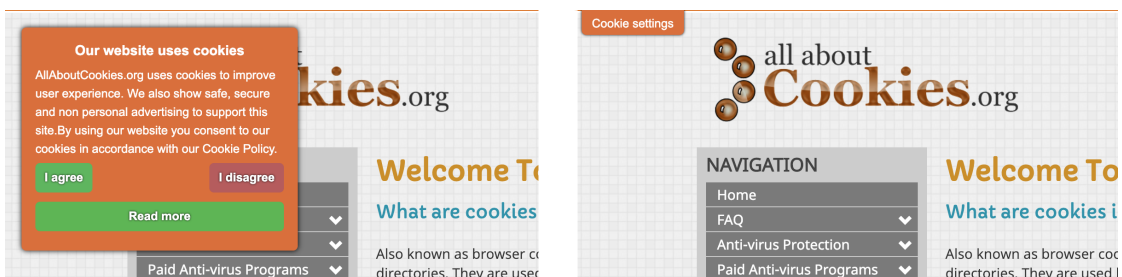 Our website uses cookies
AllAboutCookies.org uses cookies to improve
user experience. We also show safe, secure
and non personal advertising to support this
site.By using our website you consent to our
cookies in accordance with our Cookie Policy.
I agree
I disagree
Read more
kies.org
Welcome To
What are cookies
Also known as browser co
directories. They are used
Paid Anti-virus Programs
Cookie settings
all about
Cookies.org
NAVIGATION
Home
FAQ
Anti-virus Protection
Paid Anti-virus Programs
Welcome To
What are cookies i
Also known as browser coo
directories. They are used